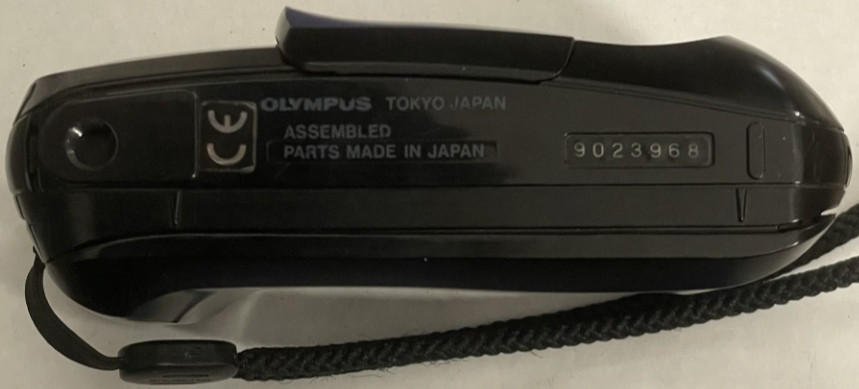 OLYMPUS TOKYO JAPAN
CE
ASSEMBLED
PARTS MADE IN JAPAN
9023968